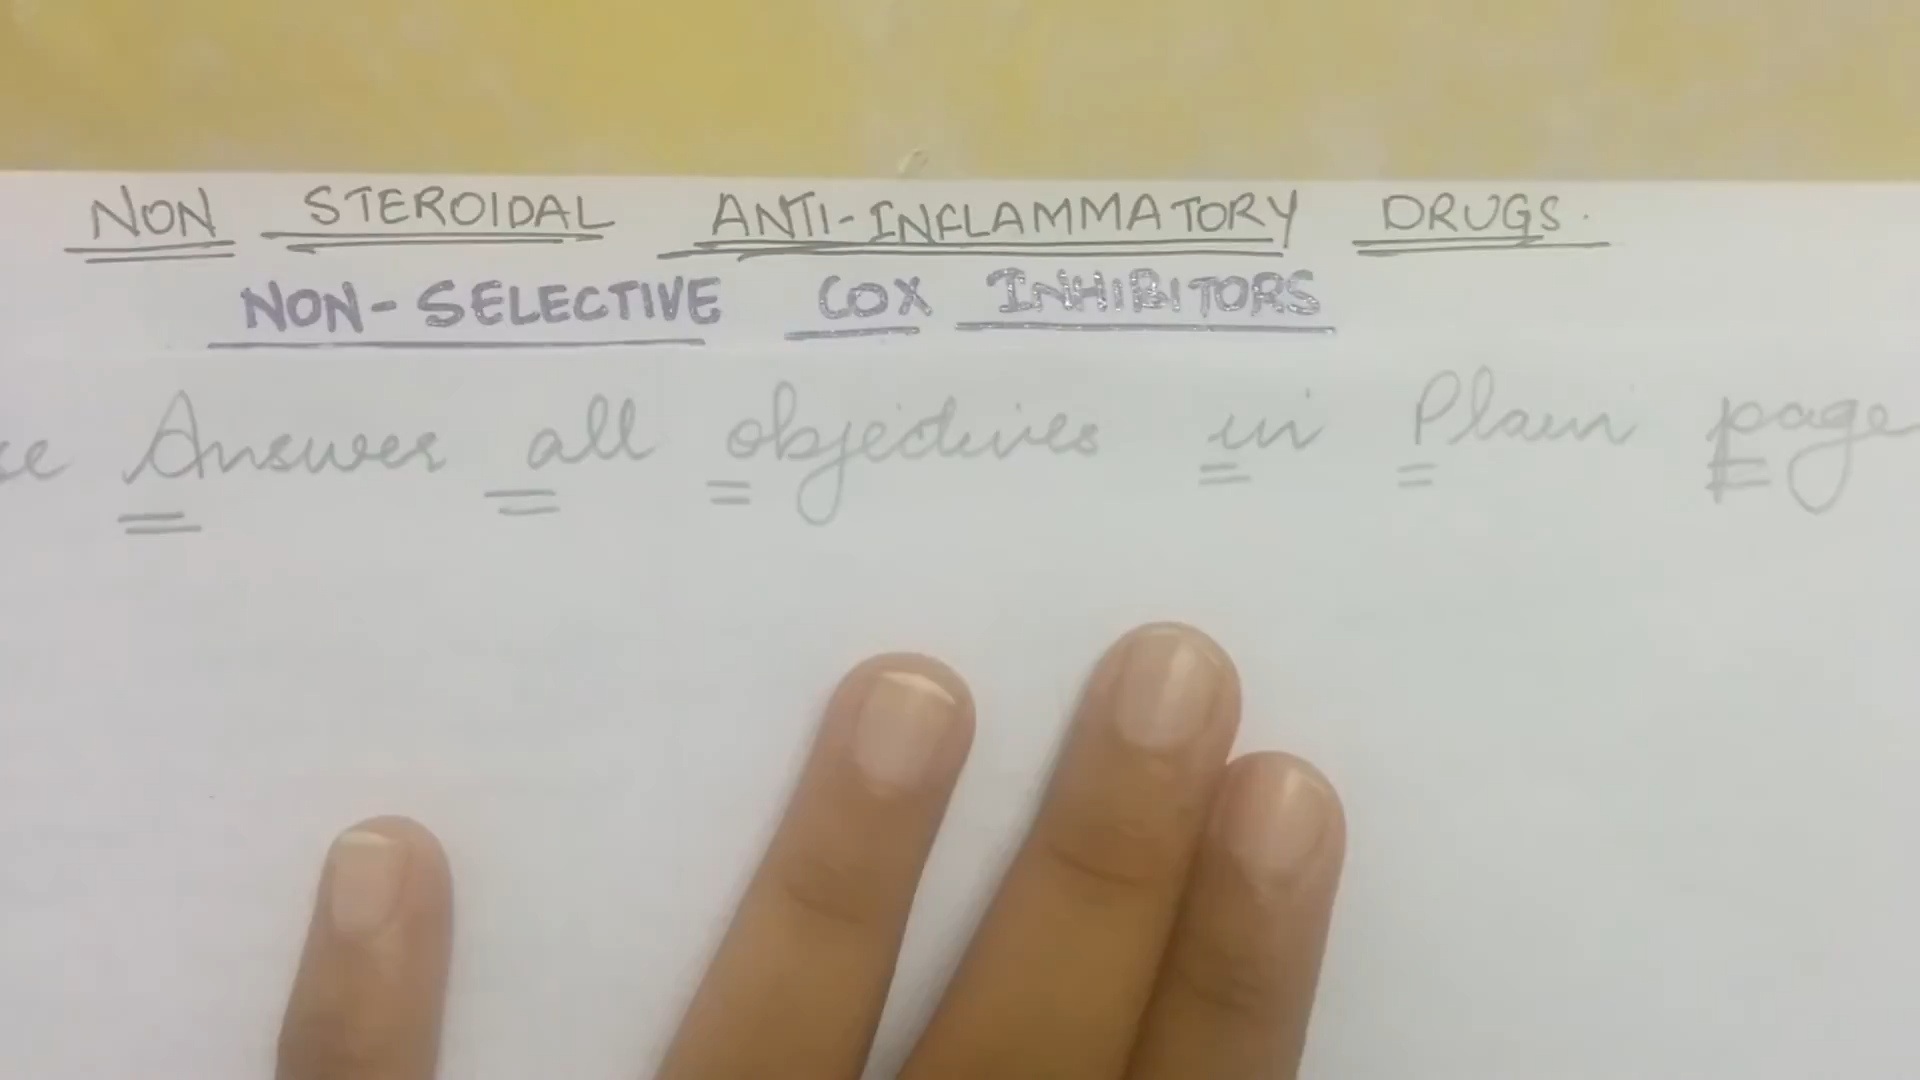 NON STEROIDAL ANTI-INFLAMMATORY DRUGS.
NON-SELECTIVE COX INHIBITORS
Answer all objectives in Plain page